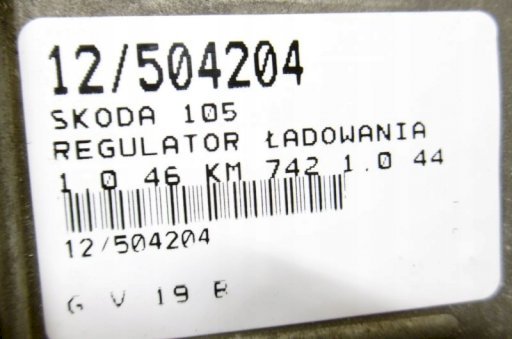 12/504204
SKODA 105
REGULATOR ŁADOWANIA
1.0 46 KM 742 1.0 44
12/504204
G V 19 B